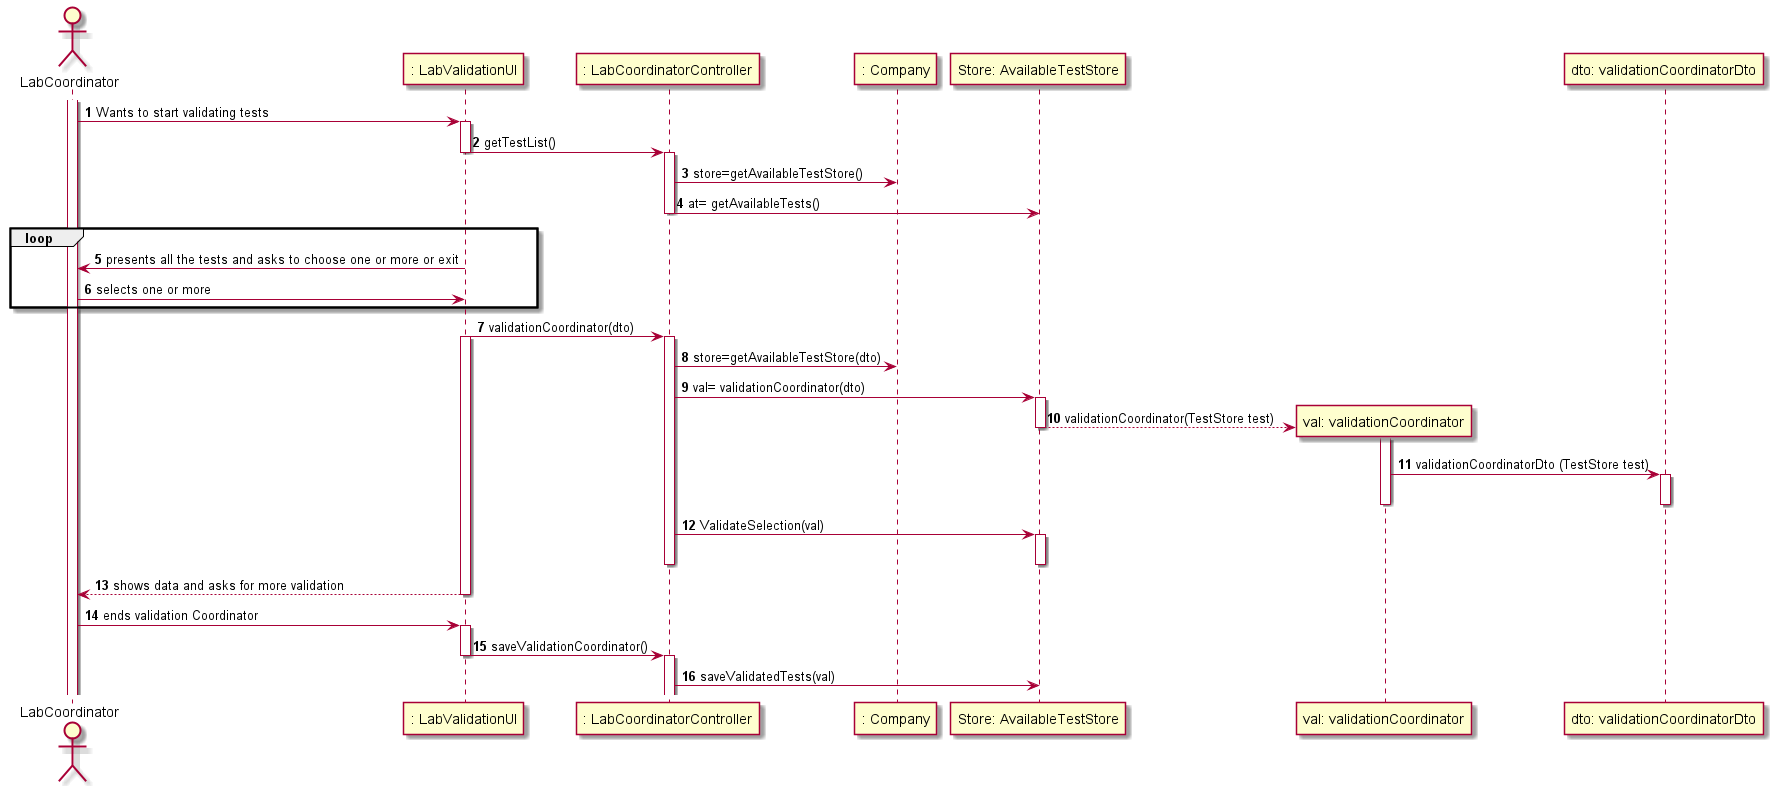 LabCoordinator
: LabValidationUI
: LabCoordinatorController
: Company
Store: AvailableTestStore
dto: validationCoordinatorDto
1 Wants to start validating tests
2 getTestList()
3 store=getAvailableTestStore()
4 at= getAvailableTests()
loop
5 presents all the tests and asks to choose one or more or exit
6 selects one or more
7 validationCoordinator(dto)
8 store=getAvailableTestStore(dto)
9 val= validationCoordinator(dto)
10 validationCoordinator(TestStore test)
val: validationCoordinator
11 validationCoordinatorDto (TestStore test)
12 ValidateSelection(val)
13 shows data and asks for more validation
14 ends validation Coordinator
15 saveValidationCoordinator()
16 saveValidatedTests(val)
LabCoordinator
: LabValidationUI
: LabCoordinatorController
: Company
Store: AvailableTestStore
val: validationCoordinator
dto: validationCoordinatorDto